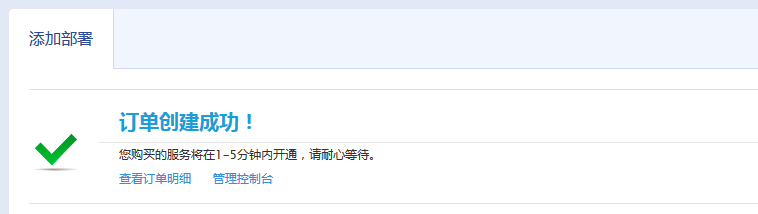 添加部署
订单创建成功！
您购买的服务将在1-5分钟内开通，请耐心等待。
查看订单明细 管理控制台